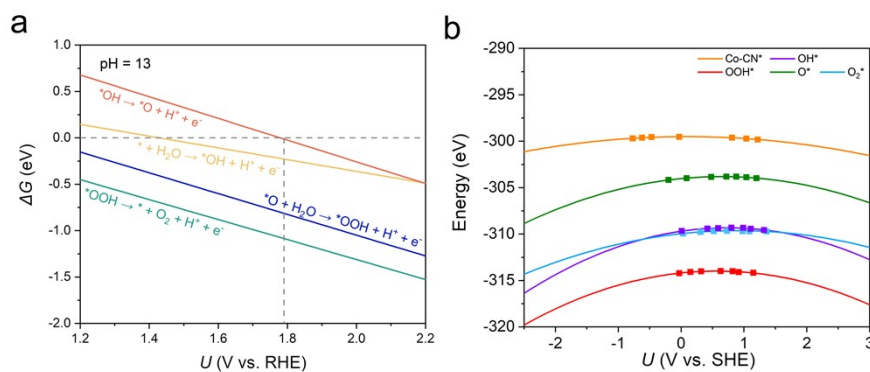 a
pH = 13
*OH → *O + H⁺ + e⁻
* + H₂O → *OH + H⁺ + e⁻
*O + H₂O → *OOH + H⁺ + e⁻
*OOH → * + O₂ + H⁺ + e⁻
ΔG (eV)
1.0
0.5
0.0
-0.5
-1.0
-1.5
-2.0
1.2 1.4 1.6 1.8 2.0 2.2
U (V vs. RHE)
b
Co-CN* OH*
OOH* O* O₂*
Energy (eV)
-290
-295
-300
-305
-310
-315
-320
-2 -1 0 1 2 3
U (V vs. SHE)